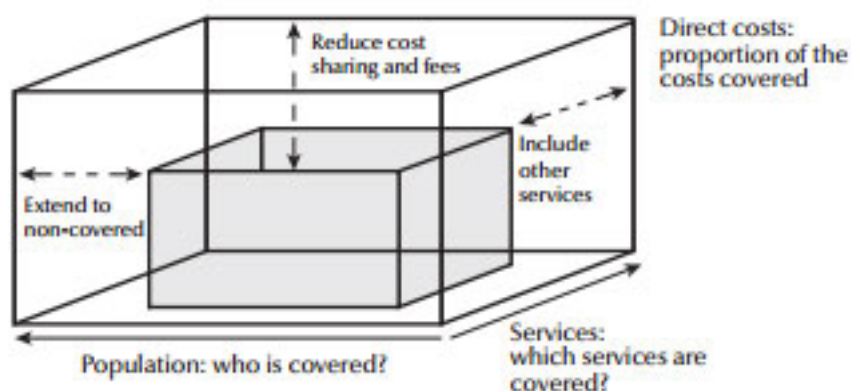 Reduce cost
sharing and fees
Direct costs:
proportion of the
costs covered
Include
other
services
Extend to
non-covered
Population: who is covered?
Services:
which services are
covered?